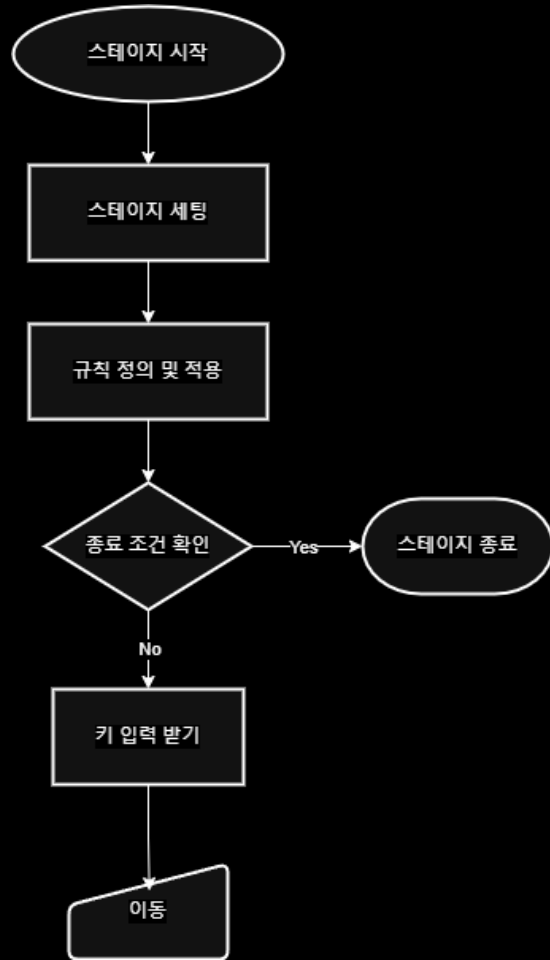 스테이지 시작
스테이지 세팅
규칙 정의 및 적용
종료 조건 확인
Yes
스테이지 종료
No
키 입력 받기
이동